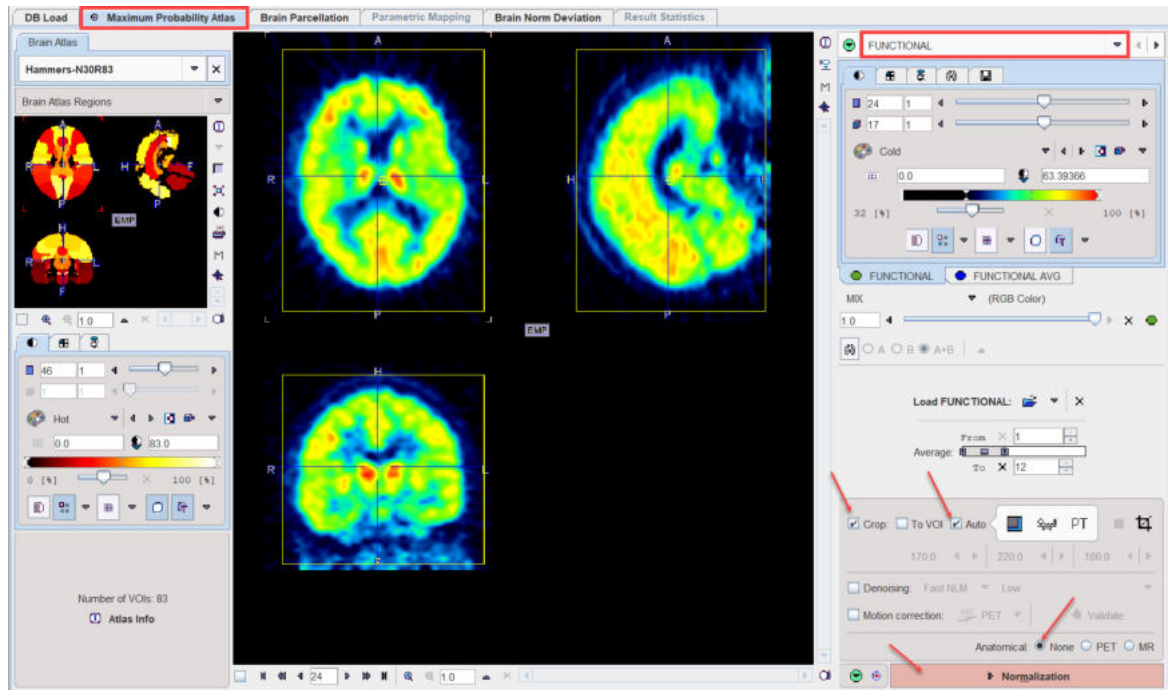 DB Load Maximum Probability Atlas Brain Parcellation Parametric Mapping Brain Norm Deviation Result Statistics
Brain Atlas
Hammers-N30R83
Brain Atlas Regions
A
R L
P
A
H F
P
EMP
H
R L
F
1.0
46 1
1 1
Hot
0.0 83.0
0 [%] 100 [%]
Number of VOIs: 83
Atlas Info
A
R L
L P
A
H
P
EMP
H
R L
24 1.0
M
M
FUNCTIONAL
24 1
17 1
Cold
0.0 63.39366
32 [%] 100 [%]
FUNCTIONAL FUNCTIONAL AVG
MIX (RGB Color)
1.0
A B A+B
Load FUNCTIONAL:
From 1
Average:
To 12
Crop: To VOI Auto PT
170.0 220.0 160.0
Denoising: Fast NLM Low
Motion correction: PET Validate
Anatomical: None PET MR
Normalization